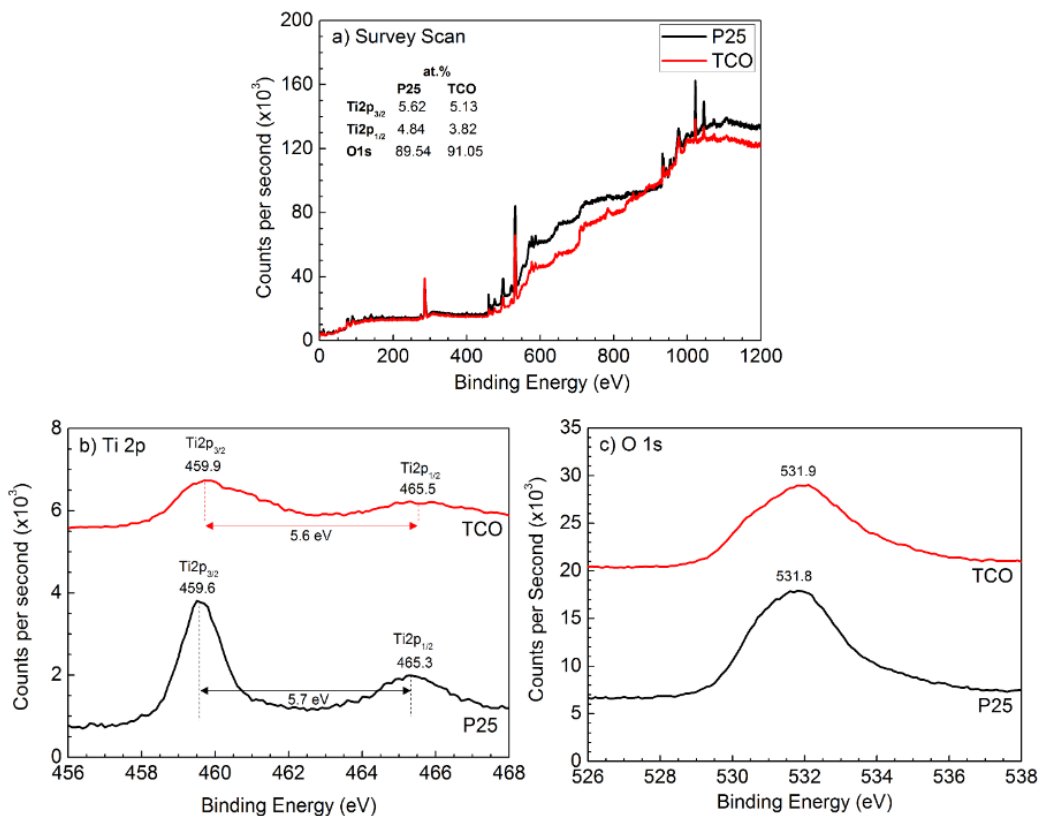 a) Survey Scan
P25
TCO
at.%
P25 TCO
Ti2p3/2 5.62 5.13
Ti2p1/2 4.84 3.82
O1s 89.54 91.05
200
160
120
80
40
0
Counts per second (x10³)
0 200 400 600 800 1000 1200
Binding Energy (eV)
b) Ti 2p
Ti2p3/2
459.9
Ti2p1/2
465.5
5.6 eV
TCO
Ti2p3/2
459.6
Ti2p1/2
465.3
5.7 eV
P25
8
6
4
2
0
Counts per Second (x10³)
456 458 460 462 464 466 468
Binding Energy (eV)
c) O 1s
531.9
TCO
531.8
P25
35
30
25
20
15
10
5
0
Counts per Second (x10³)
526 528 530 532 534 536 538
Binding Energy (eV)